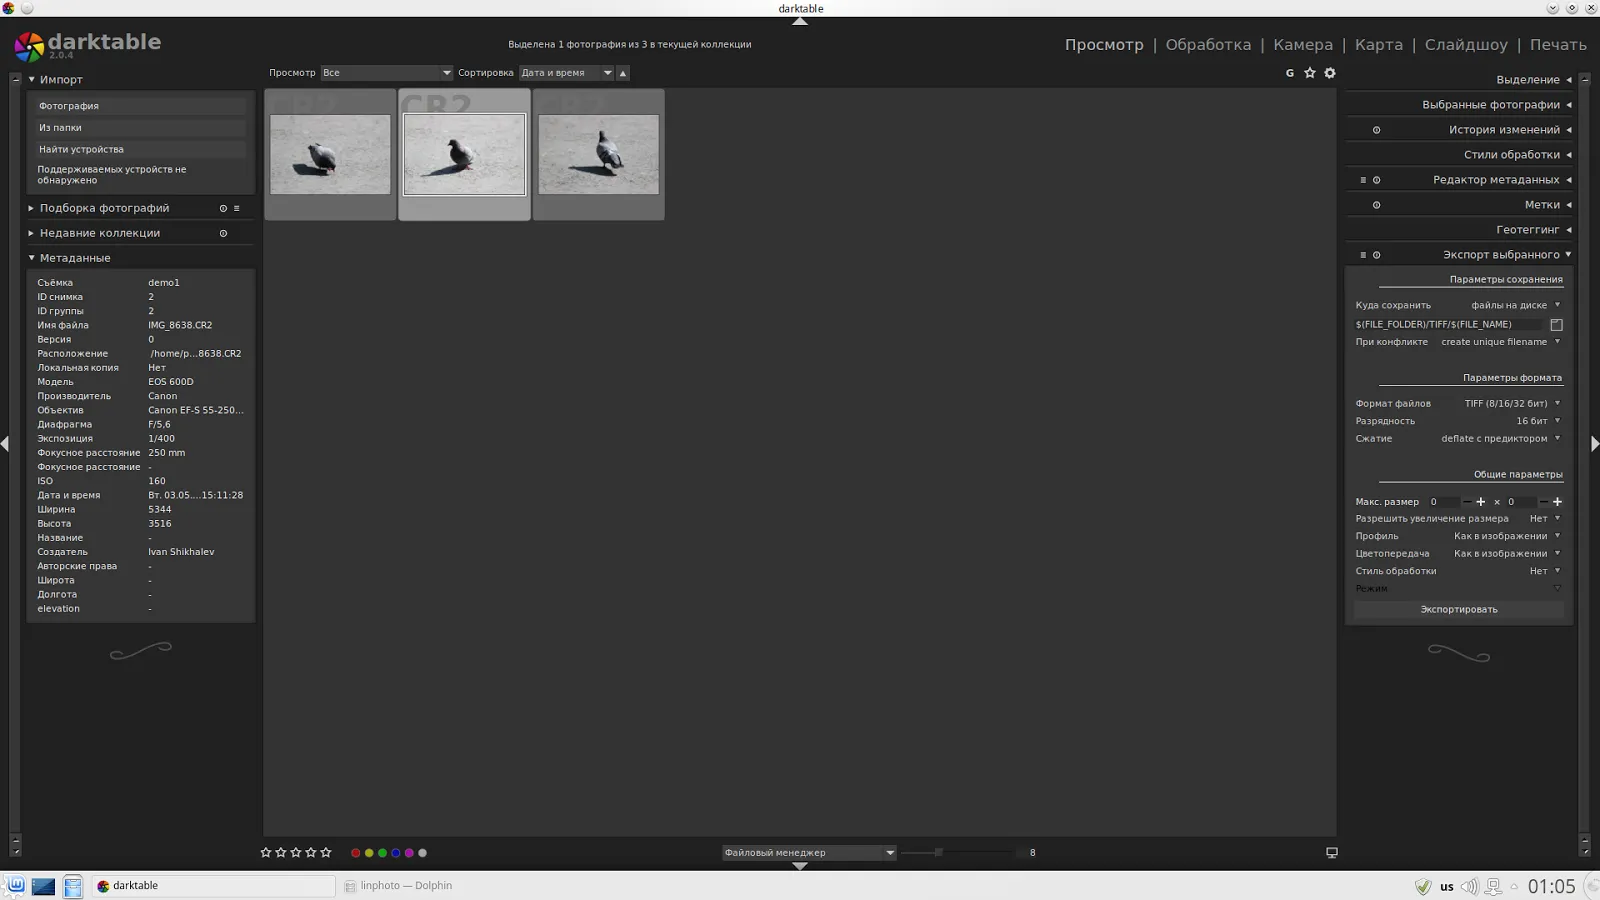 darktable
darktable
2.0.4
Выделена 1 фотография из 3 в текущей коллекции
Просмотр | Обработка | Камера | Карта | Слайдшоу | Печать
Просмотр Все Сортировка Дата и время
G
Импорт
Фотография
Из папки
Найти устройства
Поддерживаемых устройств не
обнаружено
Подборка фотографий
Недавние коллекции
Метаданные
Съёмка demo1
ID снимка 2
ID группы 2
Имя файла IMG_8638.CR2
Версия 0
Расположение /home/p...8638.CR2
Локальная копия Нет
Модель EOS 600D
Производитель Canon
Объектив Canon EF-S 55-250...
Диафрагма F/5,6
Экспозиция 1/400
Фокусное расстояние 250 mm
Фокусное расстояние -
ISO 160
Дата и время Вт. 03.05....15:11:28
Ширина 5344
Высота 3516
Название -
Создатель Ivan Shikhalev
Авторские права -
Широта -
Долгота -
elevation -
CR2 CR2 CR2
Выделение
Выбранные фотографии
История изменений
Стили обработки
Редактор метаданных
Метки
Геотеггинг
Экспорт выбранного
Параметры сохранения
Куда сохранить файлы на диске
$(FILE_FOLDER)/TIFF/$(FILE_NAME)
При конфликте create unique filename
Параметры формата
Формат файлов TIFF (8/16/32 бит)
Разрядность 16 бит
Сжатие deflate с предиктором
Общие параметры
Макс. размер 0 − + × 0 − +
Разрешить увеличение размера Нет
Профиль Как в изображении
Цветопередача Как в изображении
Стиль обработки Нет
Режим
Экспортировать
Файловый менеджер 8
darktable
linphoto — Dolphin
us
01:05